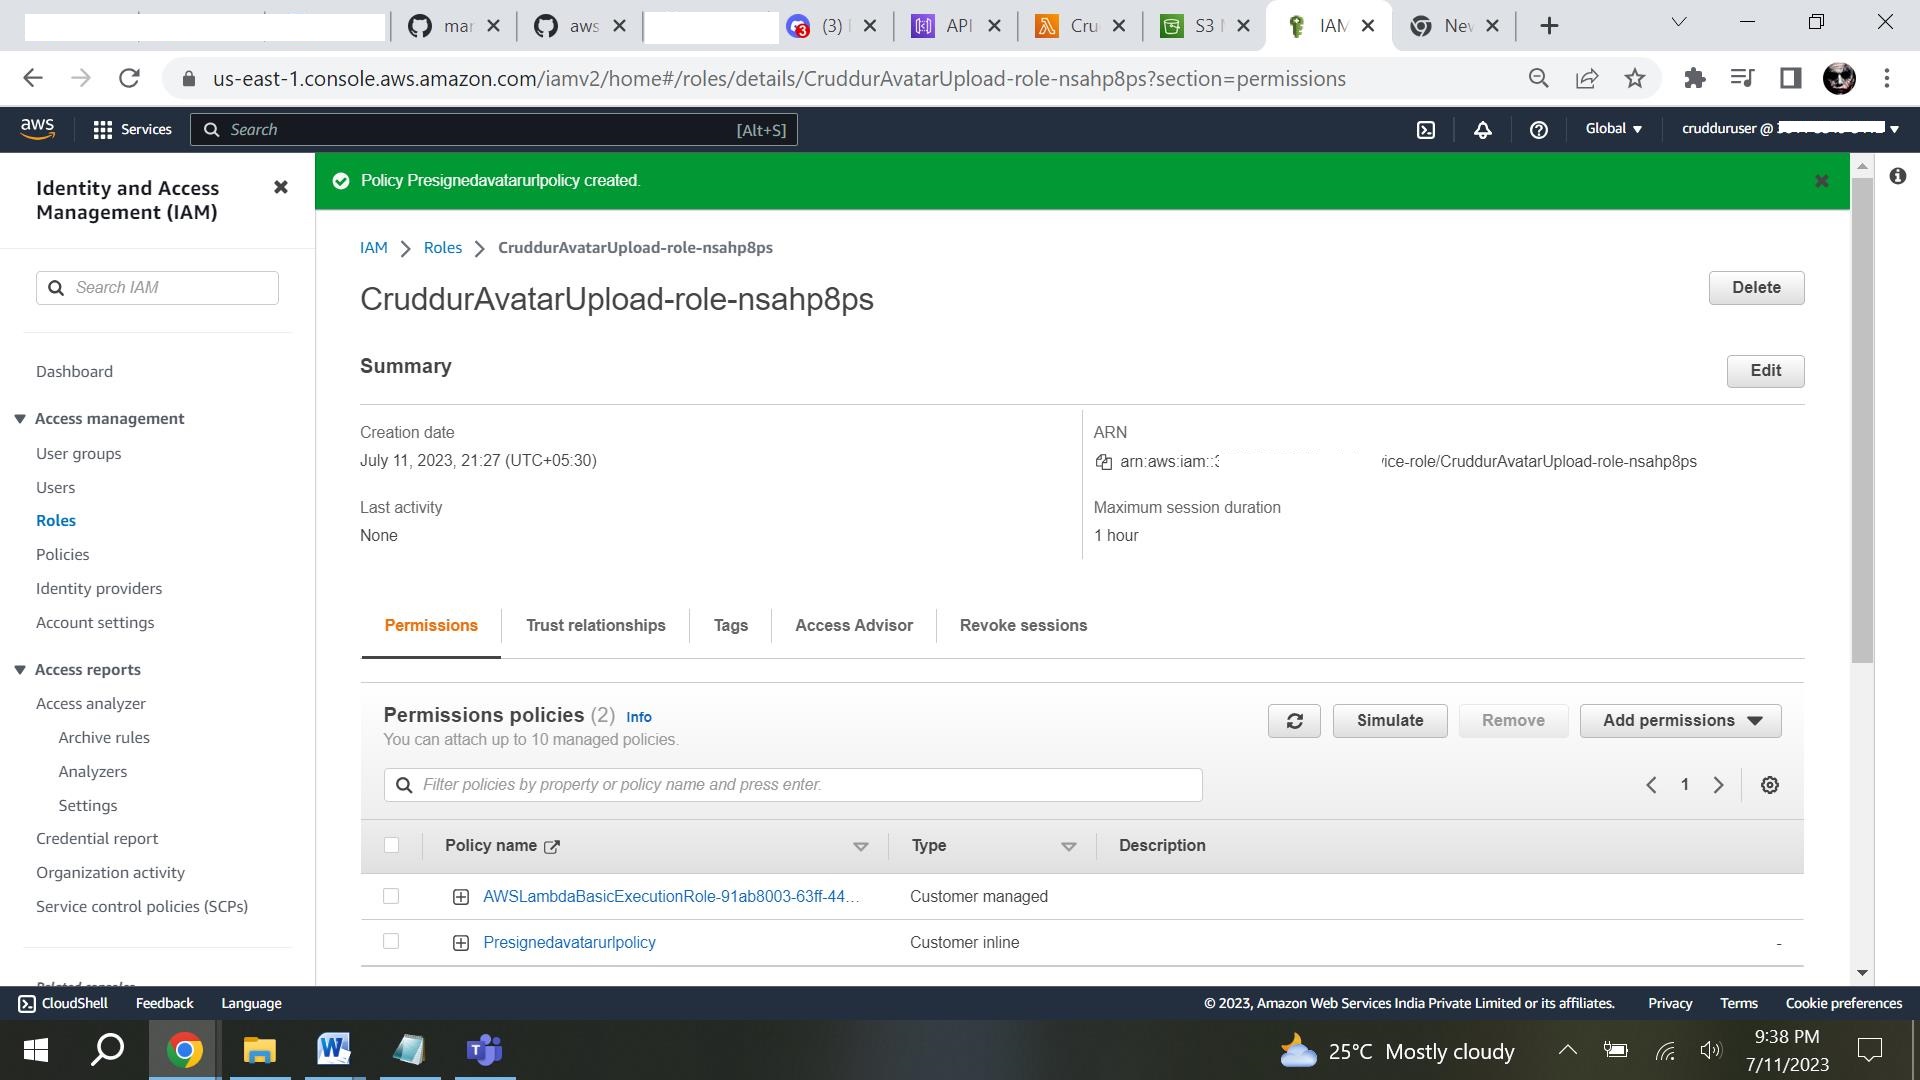 mar
aws
(3)
API
Cru
S3
IAM
Nev
us-east-1.console.aws.amazon.com/iamv2/home#/roles/details/CruddurAvatarUpload-role-nsahp8ps?section=permissions
aws
Services
Search
[Alt+S]
Global
crudduruser @
Identity and Access
Management (IAM)
Policy Presignedavatarurlpolicy created.
IAM
Roles
CruddurAvatarUpload-role-nsahp8ps
Search IAM
CruddurAvatarUpload-role-nsahp8ps
Delete
Summary
Edit
Dashboard
Access management
User groups
Users
Roles
Policies
Identity providers
Account settings
Access reports
Access analyzer
Archive rules
Analyzers
Settings
Credential report
Organization activity
Service control policies (SCPs)
Related consoles
Creation date
July 11, 2023, 21:27 (UTC+05:30)
ARN
arn:aws:iam::3
vice-role/CruddurAvatarUpload-role-nsahp8ps
Last activity
None
Maximum session duration
1 hour
Permissions
Trust relationships
Tags
Access Advisor
Revoke sessions
Permissions policies (2) Info
You can attach up to 10 managed policies.
Simulate
Remove
Add permissions
Filter policies by property or policy name and press enter.
1
Policy name
Type
Description
AWSLambdaBasicExecutionRole-91ab8003-63ff-44...
Customer managed
Presignedavatarurlpolicy
Customer inline
-
CloudShell
Feedback
Language
© 2023, Amazon Web Services India Private Limited or its affiliates.
Privacy
Terms
Cookie preferences
25°C Mostly cloudy
9:38 PM
7/11/2023